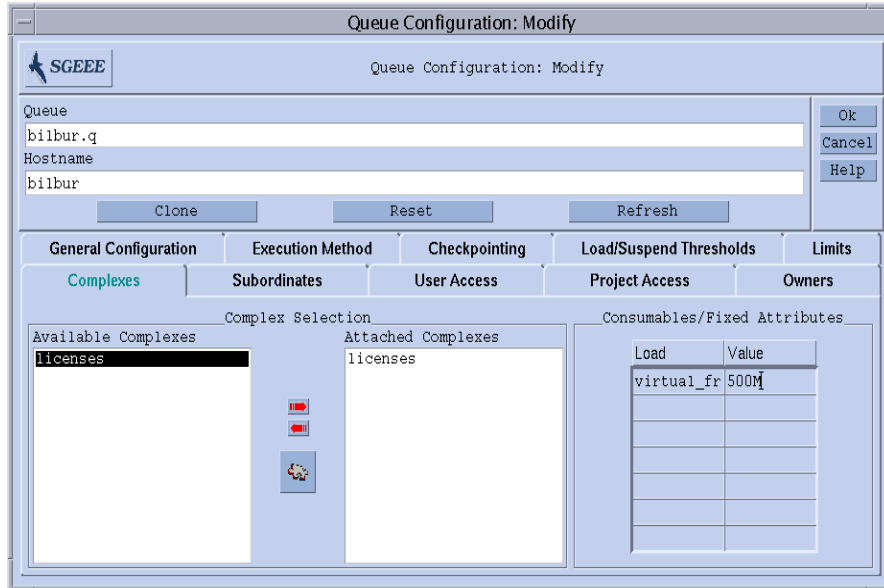 Queue Configuration: Modify
SGEEE
Queue Configuration: Modify
Queue
bilbur.q
Hostname
bilbur
Ok
Cancel
Help
Clone Reset Refresh
General Configuration Execution Method Checkpointing Load/Suspend Thresholds Limits
Complexes Subordinates User Access Project Access Owners
Complex Selection
Available Complexes
licenses
Attached Complexes
licenses
Consumables/Fixed Attributes
Load Value
virtual_fr 500M